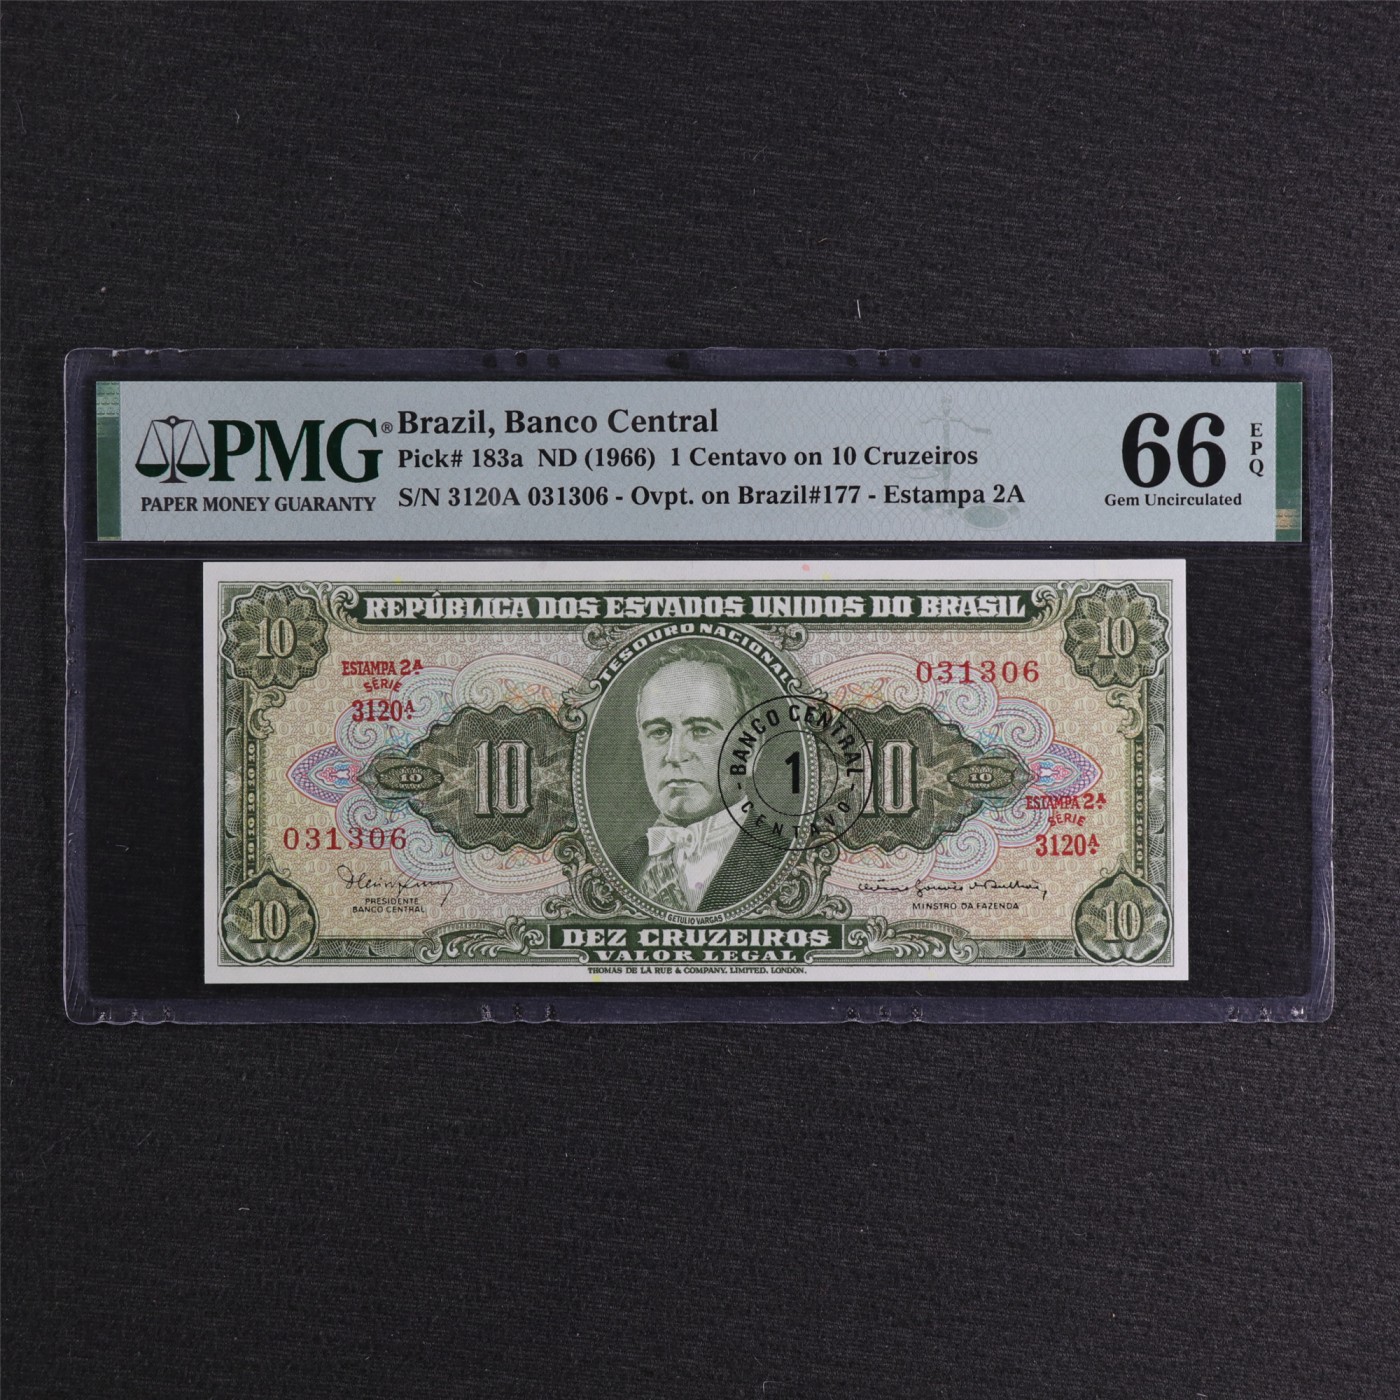 PMG®
PAPER MONEY GUARANTY
Brazil, Banco Central
Pick# 183a ND (1966) 1 Centavo on 10 Cruzeiros
S/N 3120A 031306 - Ovpt. on Brazil#177 - Estampa 2A
66
EPQ
Gem Uncirculated
REPÚBLICA DOS ESTADOS UNIDOS DO BRASIL
TESOURO NACIONAL
10
10
ESTAMPA 2A
SÉRIE
3120A
031306
10
10
10
10
BANCO CENTRAL
1
CENTAVO
ESTAMPA 2A
SÉRIE
3120A
031306
PRESIDENTE
BANCO CENTRAL
GETULIO VARGAS
MINSTRO DA FAZENDA
10
10
DEZ CRUZEIROS
VALOR LEGAL
THOMAS DE LA RUE & COMPANY, LIMITED, LONDON.